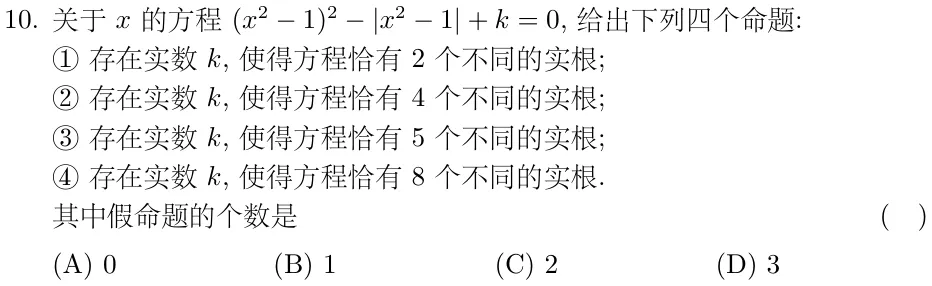 10. 关于 x 的方程 (x² − 1)² − |x² − 1| + k = 0, 给出下列四个命题:
① 存在实数 k, 使得方程恰有 2 个不同的实根;
② 存在实数 k, 使得方程恰有 4 个不同的实根;
③ 存在实数 k, 使得方程恰有 5 个不同的实根;
④ 存在实数 k, 使得方程恰有 8 个不同的实根.
其中假命题的个数是 ( )
(A) 0 (B) 1 (C) 2 (D) 3